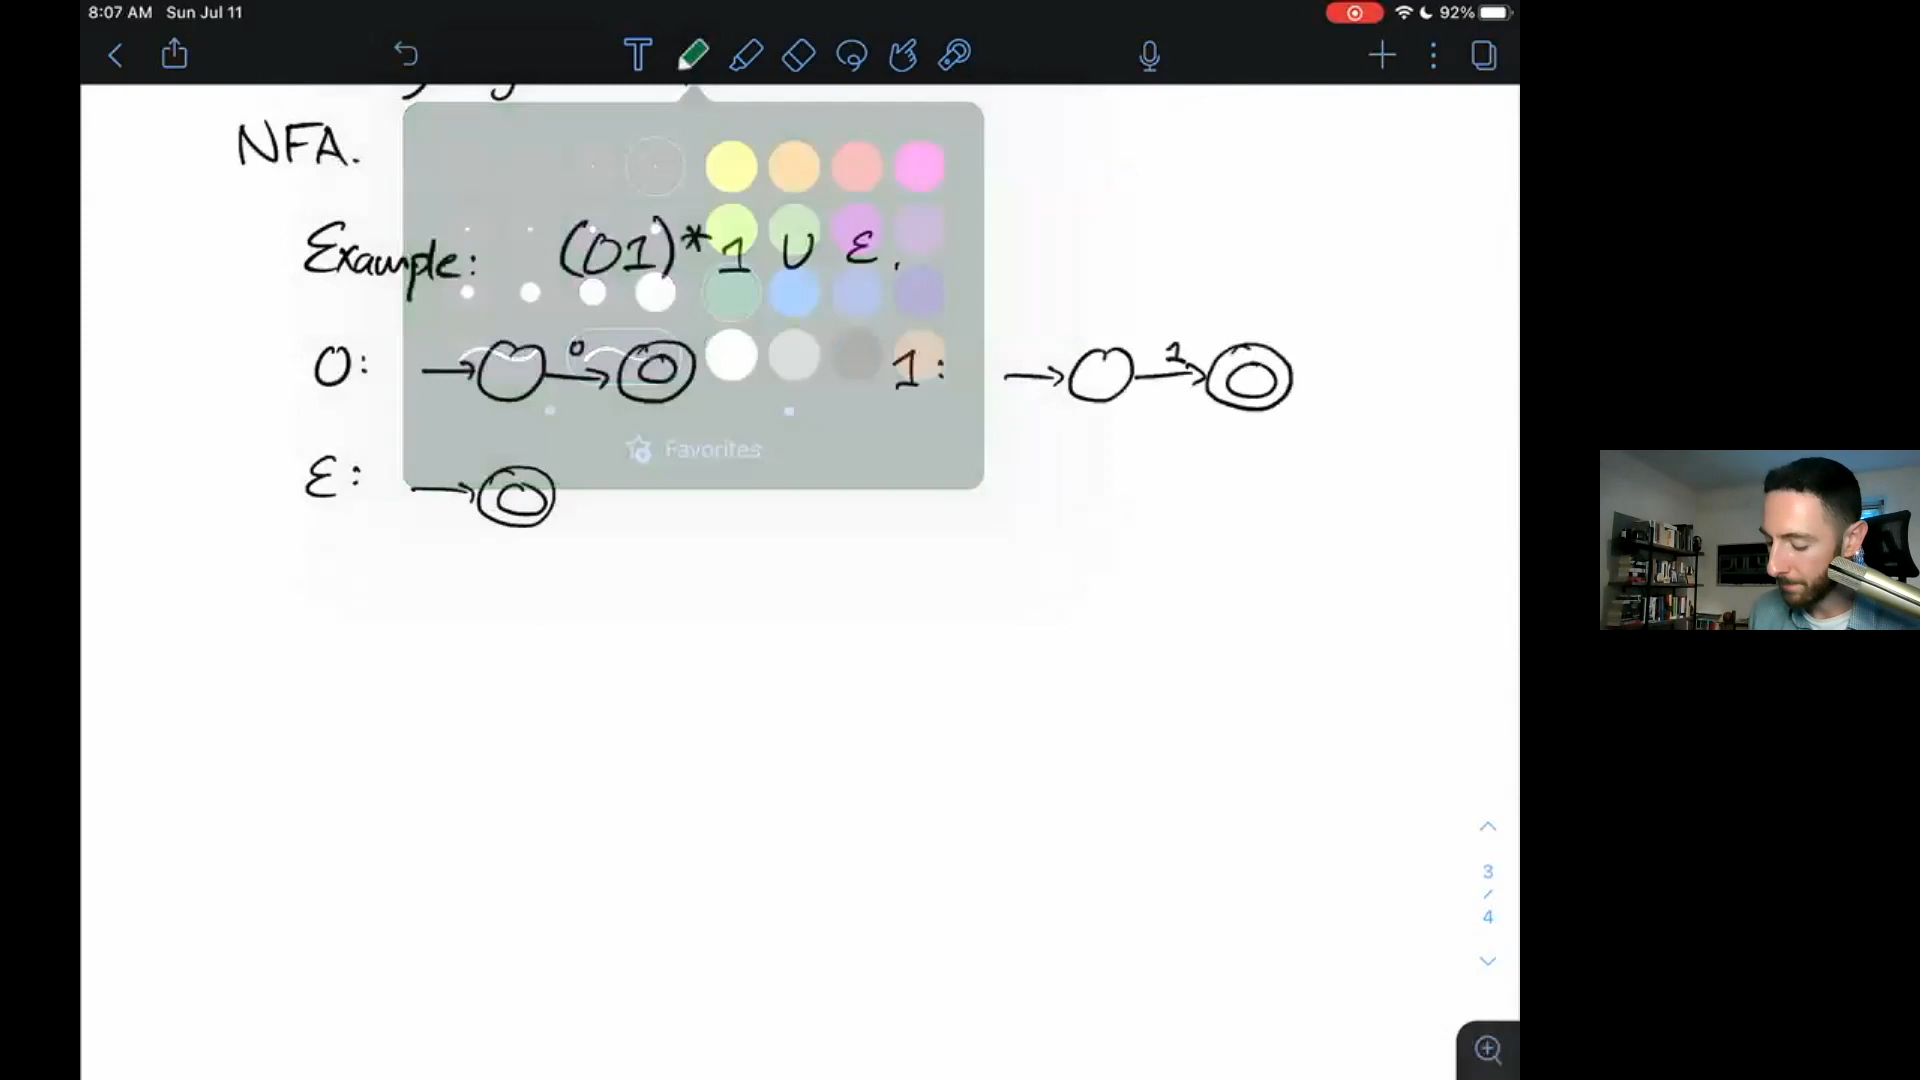 8:07 AM Sun Jul 11 92%
T
NFA.
Example: (01)*1 ∪ ε.
0: 0 1: 1
ε:
Favorites
3
/
4